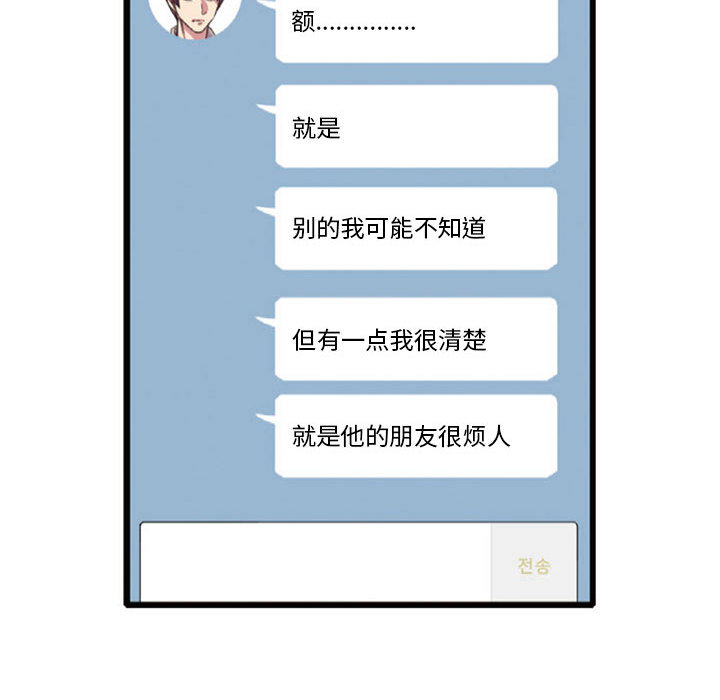 额...............
就是
别的我可能不知道
但有一点我很清楚
就是他的朋友很烦人
전송